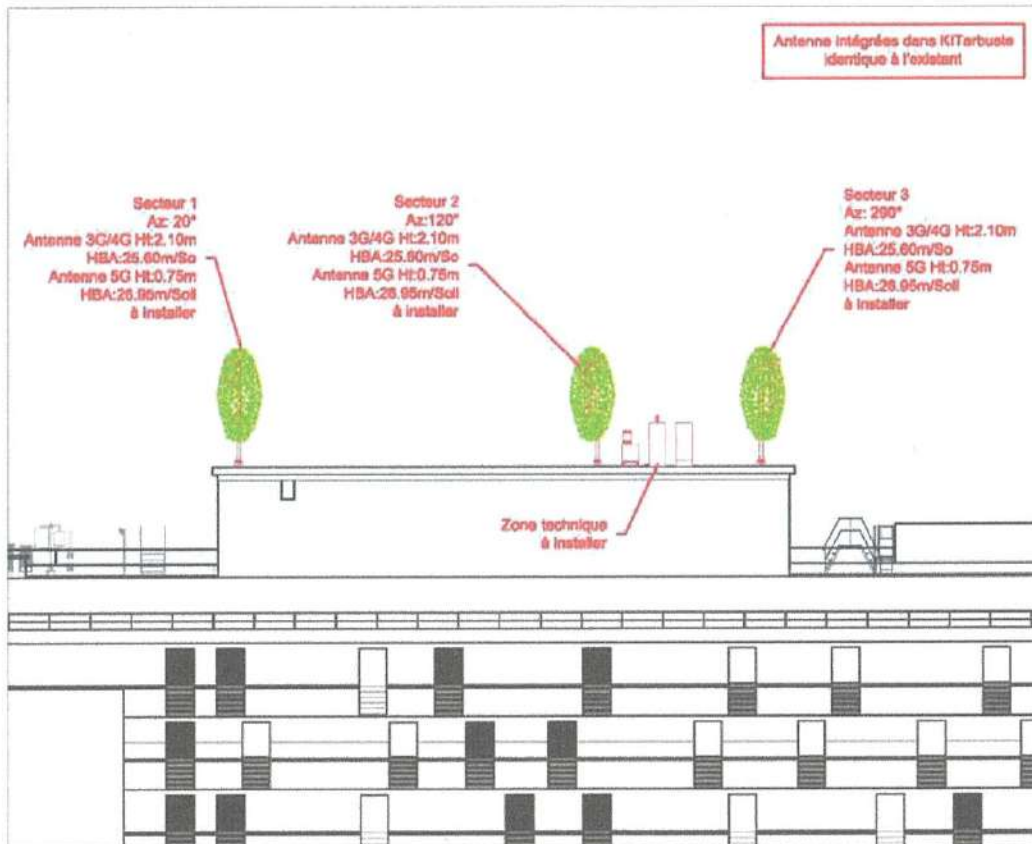 Antenne intégrées dans KITarbuste
identique à l'existant
Secteur 1
Az: 20°
Antenne 3G/4G Ht:2.10m
HBA:25.60m/So
Antenne 5G Ht:0.75m
HBA:26.95m/Soll
à installer
Secteur 2
Az:120°
Antenne 3G/4G Ht:2.10m
HBA:25.60m/So
Antenne 5G Ht:0.75m
HBA:26.95m/Soll
à installer
Secteur 3
Az: 290°
Antenne 3G/4G Ht:2.10m
HBA:25.60m/So
Antenne 5G Ht:0.75m
HBA:26.95m/Soll
à installer
Zone technique
à installer